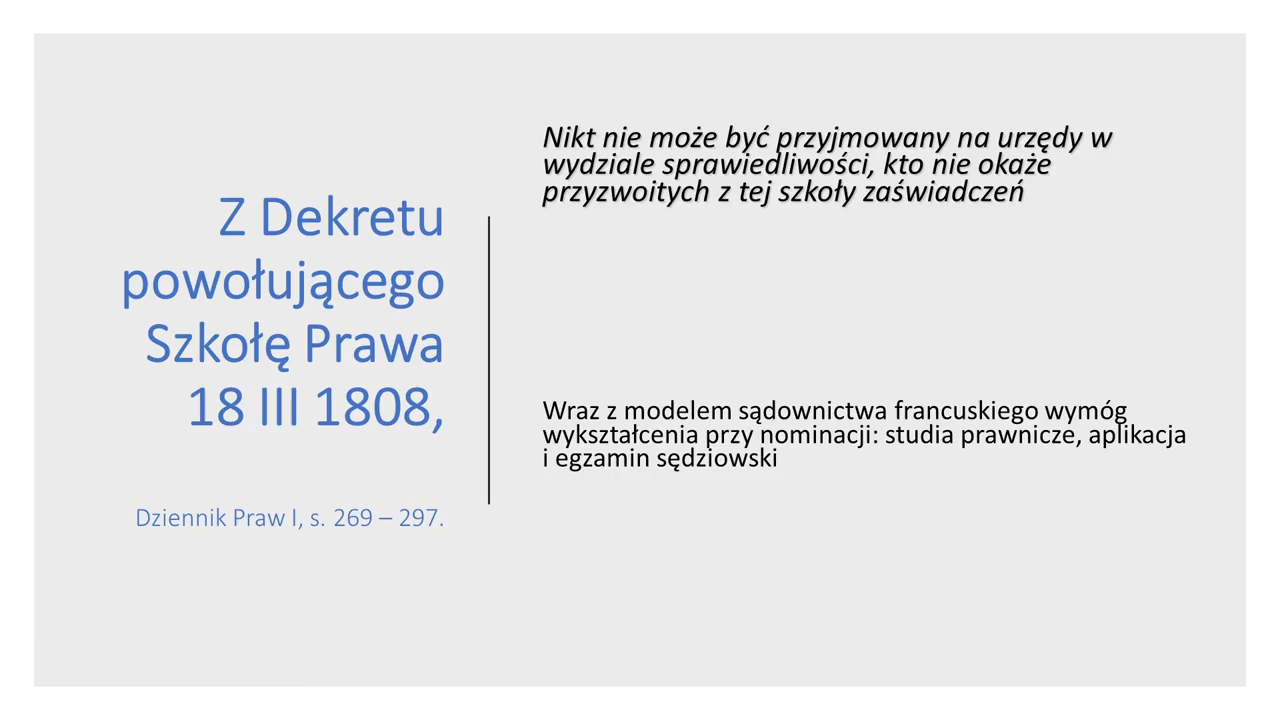 Z Dekretu
powołującego
Szkołę Prawa
18 III 1808,
Dziennik Praw I, s. 269 – 297.
Nikt nie może być przyjmowany na urzędy w
wydziale sprawiedliwości, kto nie okaże
przyzwoitych z tej szkoły zaświadczeń
Wraz z modelem sądownictwa francuskiego wymóg
wykształcenia przy nominacji: studia prawnicze, aplikacja
i egzamin sędziowski